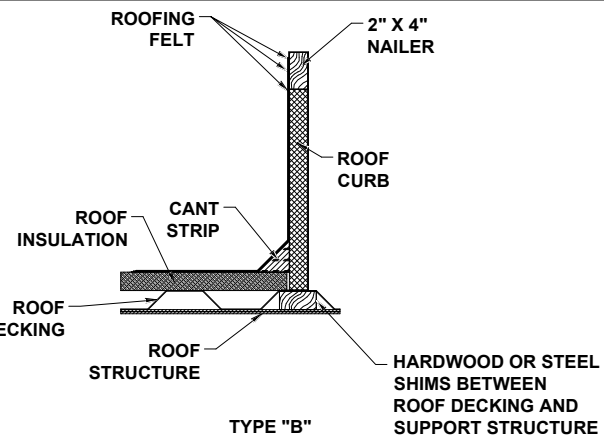 ROOFING
FELT
2" X 4"
NAILER
ROOF
CURB
CANT
STRIP
ROOF
INSULATION
ROOF
ECKING
ROOF
STRUCTURE
HARDWOOD OR STEEL
SHIMS BETWEEN
ROOF DECKING AND
SUPPORT STRUCTURE
TYPE "B"